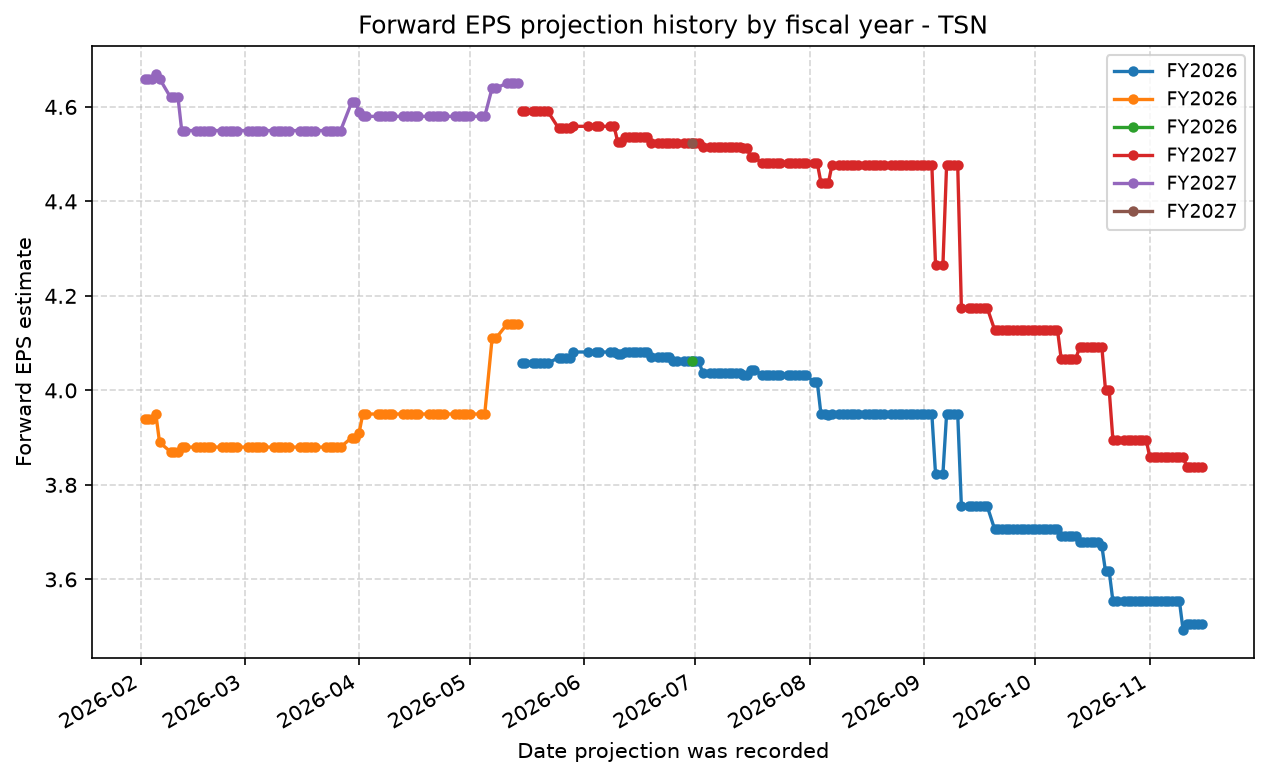 Forward EPS projection history by fiscal year - TSN
Forward EPS estimate
4.6
4.4
4.2
4.0
3.8
3.6
FY2026
FY2026
FY2026
FY2027
FY2027
FY2027
2026-02
2026-03
2026-04
2026-05
2026-06
2026-07
2026-08
2026-09
2026-10
2026-11
Date projection was recorded